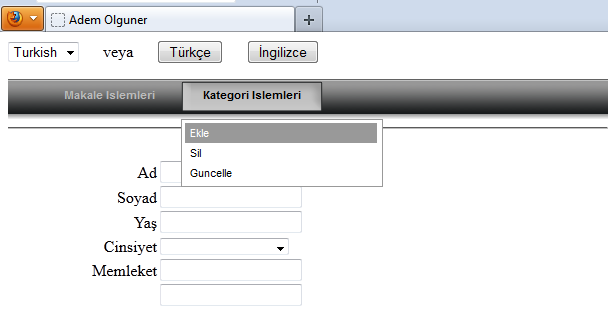 Adem Olguner
Turkish veya Türkçe İngilizce
Makale Islemleri Kategori Islemleri
Ekle
Sil
Guncelle
Ad
Soyad
Yaş
Cinsiyet
Memleket